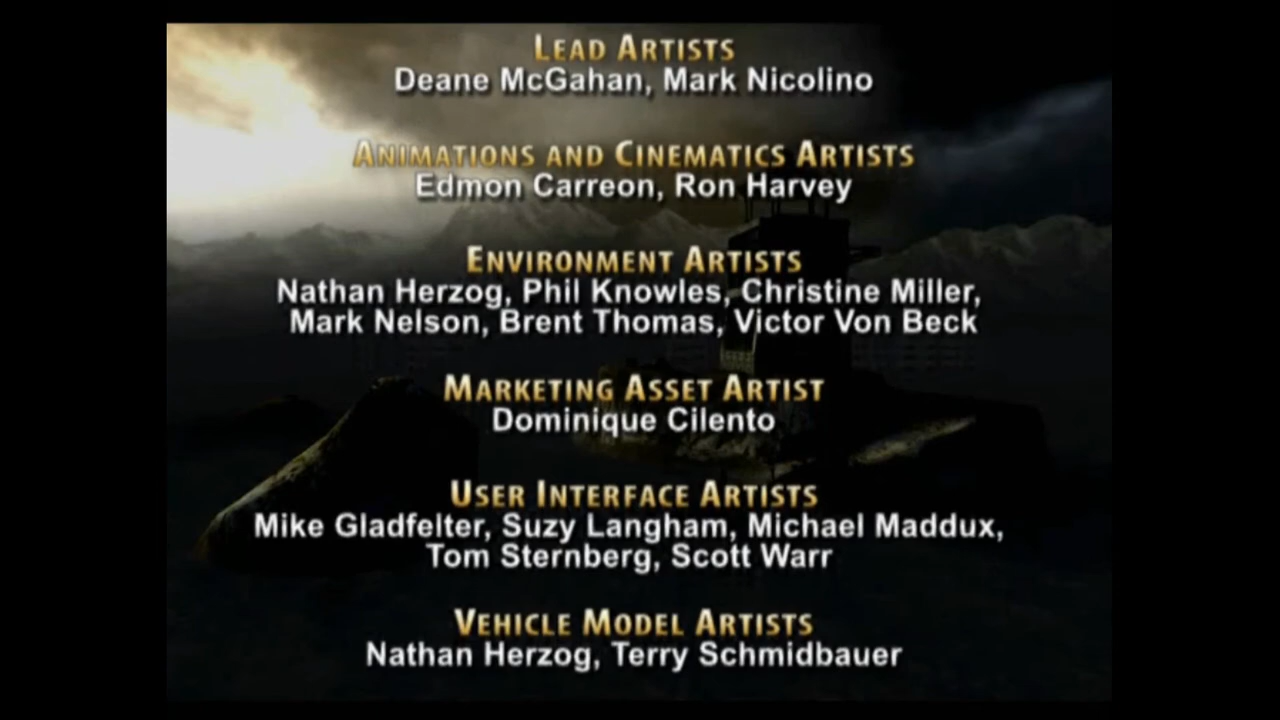 LEAD ARTISTS
Deane McGahan, Mark Nicolino
ANIMATIONS AND CINEMATICS ARTISTS
Edmon Carreon, Ron Harvey
ENVIRONMENT ARTISTS
Nathan Herzog, Phil Knowles, Christine Miller,
Mark Nelson, Brent Thomas, Victor Von Beck
MARKETING ASSET ARTIST
Dominique Cilento
USER INTERFACE ARTISTS
Mike Gladfelter, Suzy Langham, Michael Maddux,
Tom Sternberg, Scott Warr
VEHICLE MODEL ARTISTS
Nathan Herzog, Terry Schmidbauer